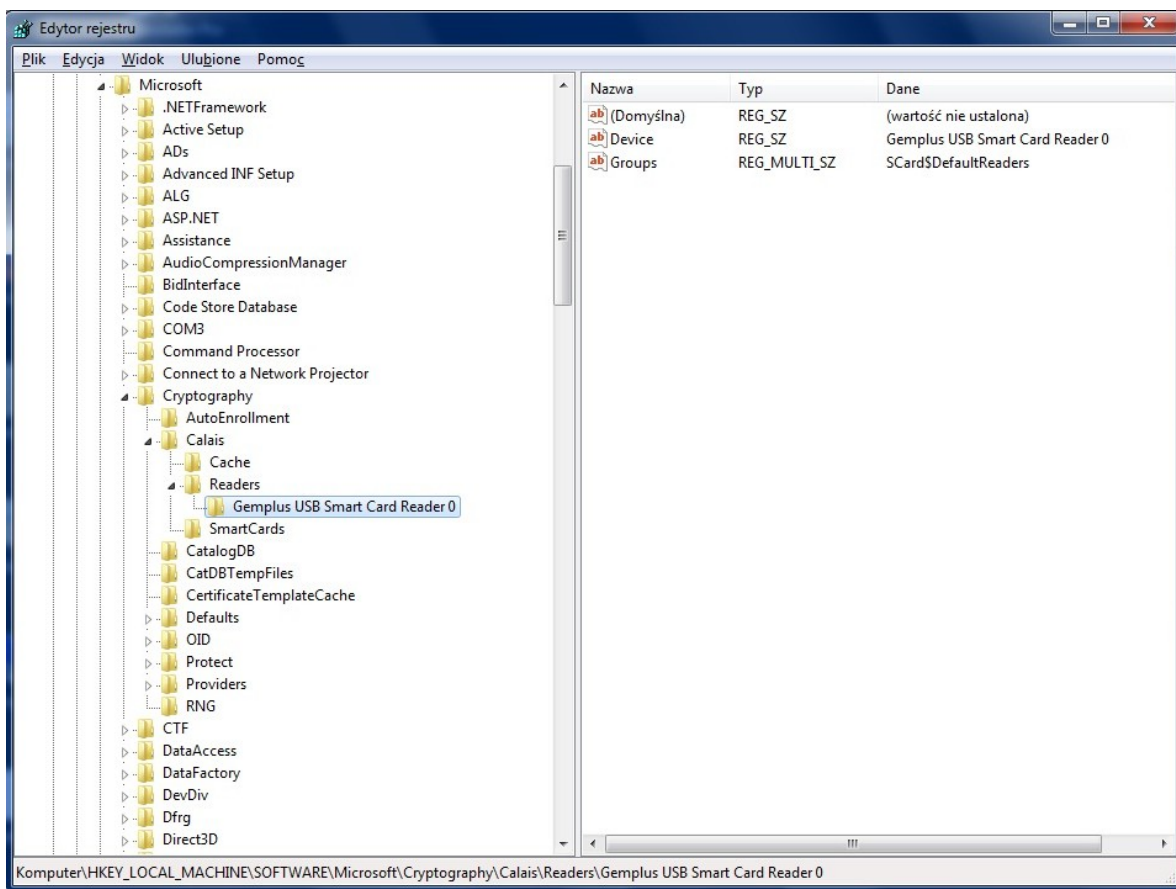 Edytor rejestru
Plik Edycja Widok Ulubione Pomoc
Microsoft
.NETFramework
Active Setup
ADs
Advanced INF Setup
ALG
ASP.NET
Assistance
AudioCompressionManager
BidInterface
Code Store Database
COM3
Command Processor
Connect to a Network Projector
Cryptography
AutoEnrollment
Calais
Cache
Readers
Gemplus USB Smart Card Reader 0
SmartCards
CatalogDB
CatDBTempFiles
CertificateTemplateCache
Defaults
OID
Protect
Providers
RNG
CTF
DataAccess
DataFactory
DevDiv
Dfrg
Direct3D
Nazwa Typ Dane
(Domyślna) REG_SZ (wartość nie ustalona)
Device REG_SZ Gemplus USB Smart Card Reader 0
Groups REG_MULTI_SZ SCard$DefaultReaders
Komputer\HKEY_LOCAL_MACHINE\SOFTWARE\Microsoft\Cryptography\Calais\Readers\Gemplus USB Smart Card Reader 0